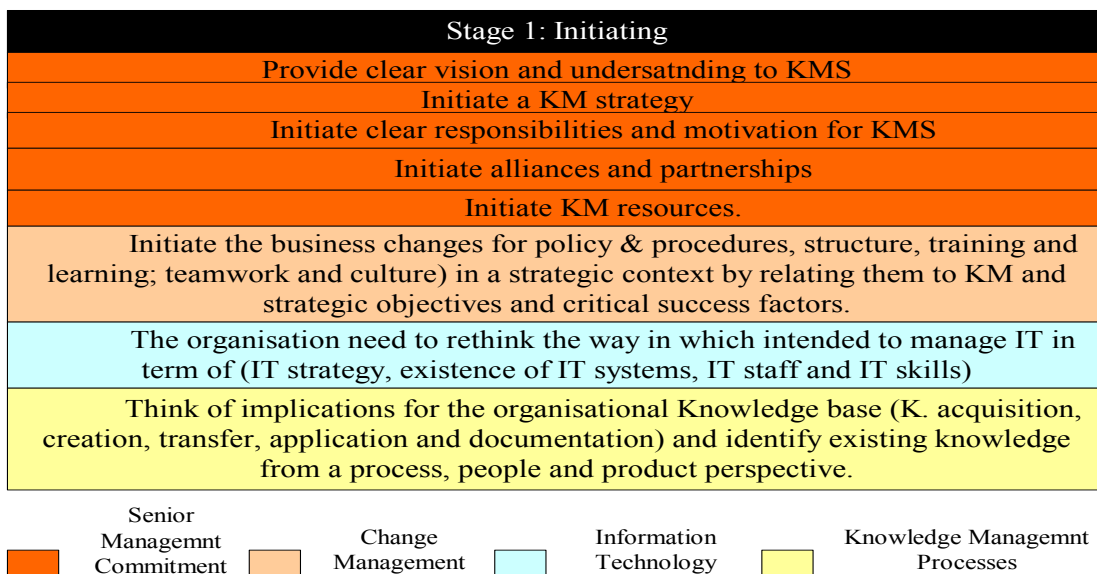 Stage 1: Initiating
Provide clear vision and undersatnding to KMS
Initiate a KM strategy
Initiate clear responsibilities and motivation for KMS
Initiate alliances and partnerships
Initiate KM resources.
Initiate the business changes for policy & procedures, structure, training and
learning; teamwork and culture) in a strategic context by relating them to KM and
strategic objectives and critical success factors.
The organisation need to rethink the way in which intended to manage IT in
term of (IT strategy, existence of IT systems, IT staff and IT skills)
Think of implications for the organisational Knowledge base (K. acquisition,
creation, transfer, application and documentation) and identify existing knowledge
from a process, people and product perspective.
Senior
Managemnt
Commitment
Change
Management
Information
Technology
Knowledge Managemnt
Processes